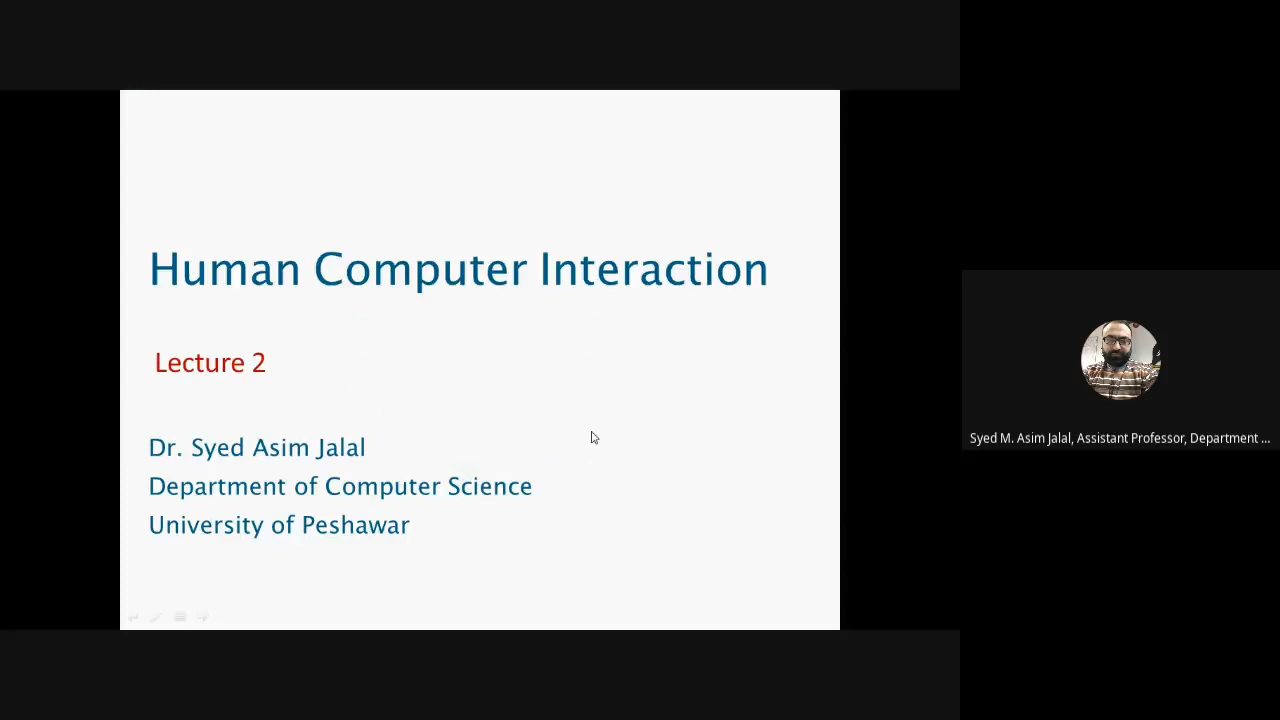 Human Computer Interaction
Lecture 2
Dr. Syed Asim Jalal
Department of Computer Science
University of Peshawar
Syed M. Asim Jalal, Assistant Professor, Department ...